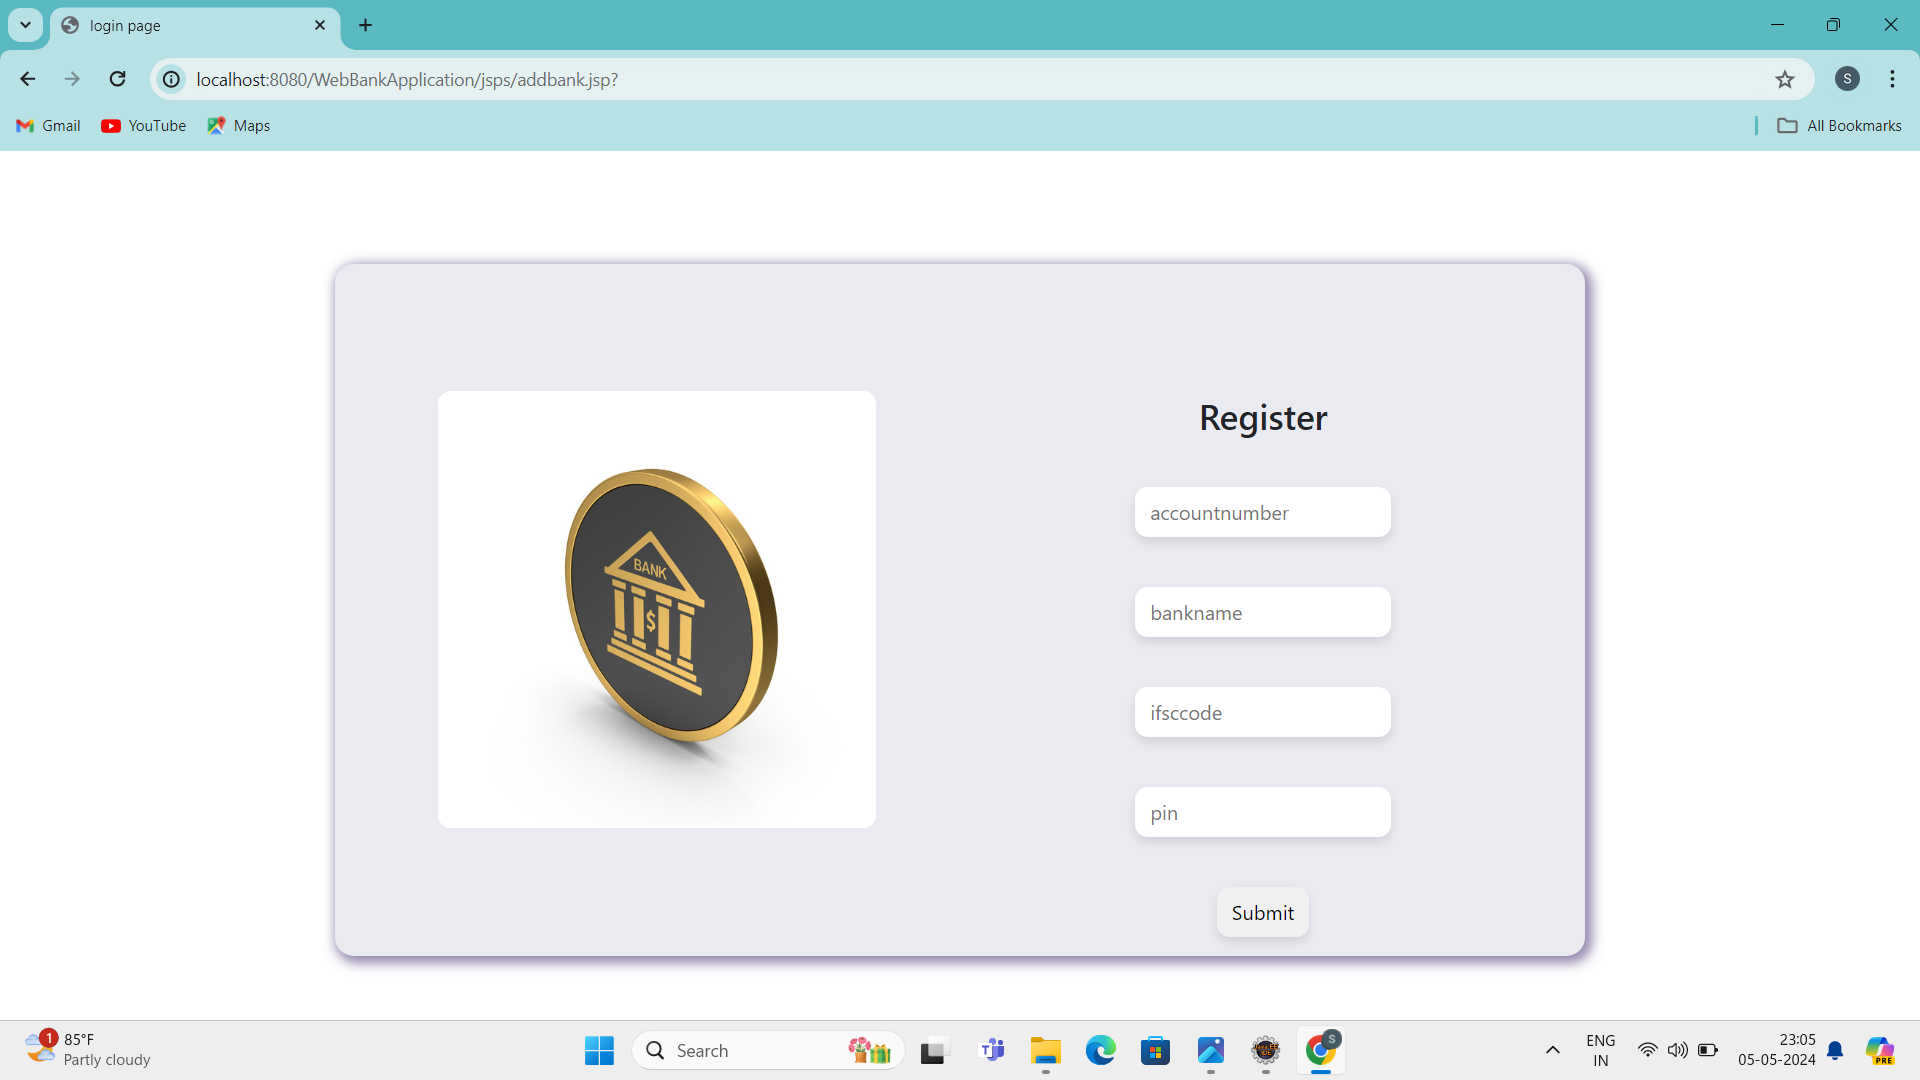 login page
localhost:8080/WebBankApplication/jsps/addbank.jsp?
S
Gmail
YouTube
Maps
All Bookmarks
BANK
$
Register
accountnumber
bankname
ifsccode
pin
Submit
1
85°F
Partly cloudy
Search
S
ENG
IN
23:05
05-05-2024
PRE